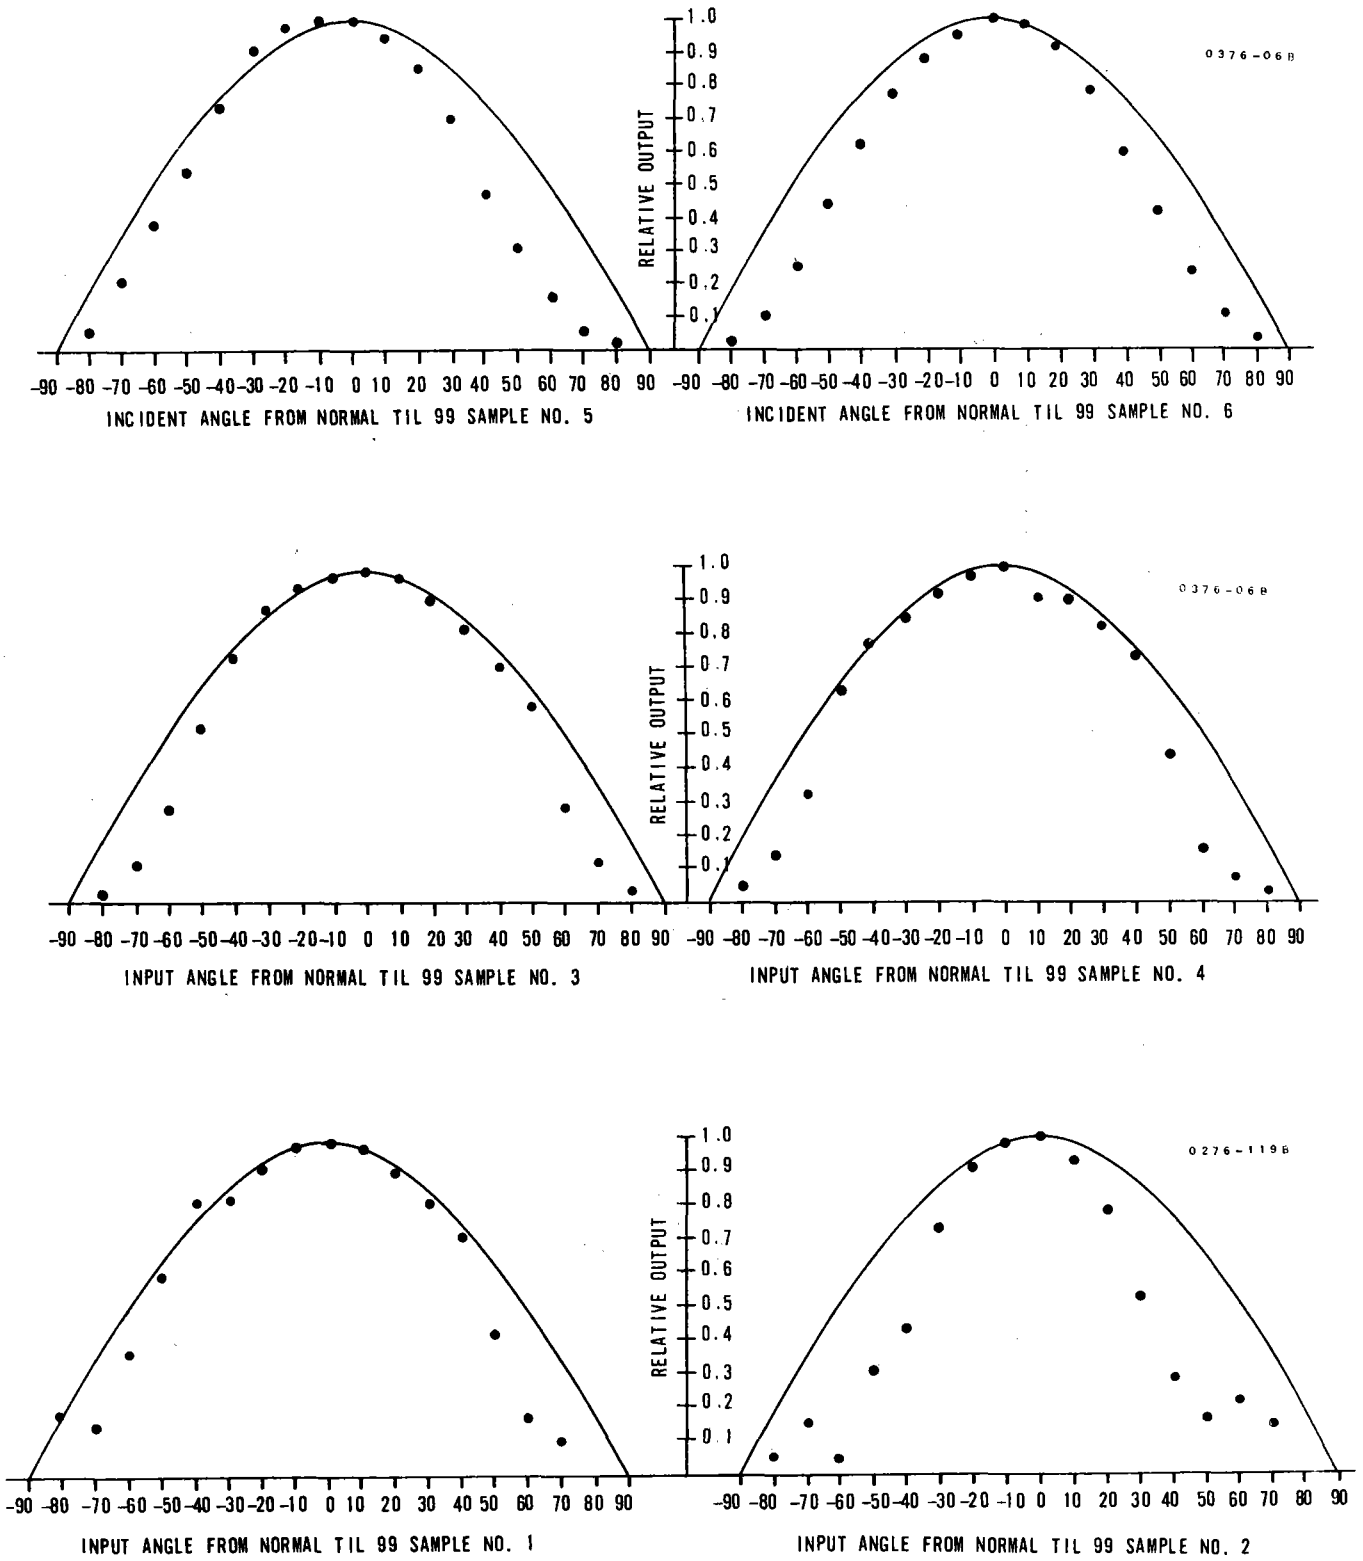 1.0
0.9
0.8
0.7
0.6
0.5
0.4
0.3
0.2
0.1
RELATIVE OUTPUT
0376-06B
-90 -80 -70 -60 -50 -40 -30 -20 -10 0 10 20 30 40 50 60 70 80 90
-90 -80 -70 -60 -50 -40 -30 -20 -10 0 10 20 30 40 50 60 70 80 90
INCIDENT ANGLE FROM NORMAL TIL 99 SAMPLE NO. 5
INCIDENT ANGLE FROM NORMAL TIL 99 SAMPLE NO. 6
1.0
0.9
0.8
0.7
0.6
0.5
0.4
0.3
0.2
0.1
RELATIVE OUTPUT
0376-06B
-90 -80 -70 -60 -50 -40 -30 -20 -10 0 10 20 30 40 50 60 70 80 90
-90 -80 -70 -60 -50 -40 -30 -20 -10 0 10 20 30 40 50 60 70 80 90
INPUT ANGLE FROM NORMAL TIL 99 SAMPLE NO. 3
INPUT ANGLE FROM NORMAL TIL 99 SAMPLE NO. 4
1.0
0.9
0.8
0.7
0.6
0.5
0.4
0.3
0.2
0.1
RELATIVE OUTPUT
0276-119B
-90 -80 -70 -60 -50 -40 -30 -20 -10 0 10 20 30 40 50 60 70 80 90
-90 -80 -70 -60 -50 -40 -30 -20 -10 0 10 20 30 40 50 60 70 80 90
INPUT ANGLE FROM NORMAL TIL 99 SAMPLE NO. 1
INPUT ANGLE FROM NORMAL TIL 99 SAMPLE NO. 2